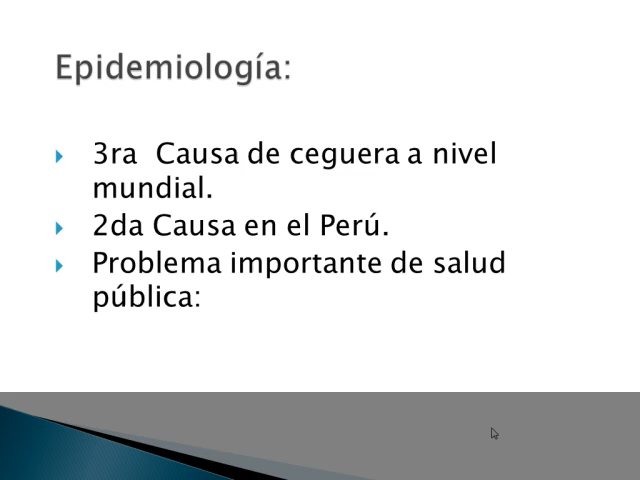 Epidemiología:
3ra  Causa de ceguera a nivel
mundial.
2da Causa en el Perú.
Problema importante de salud
pública: